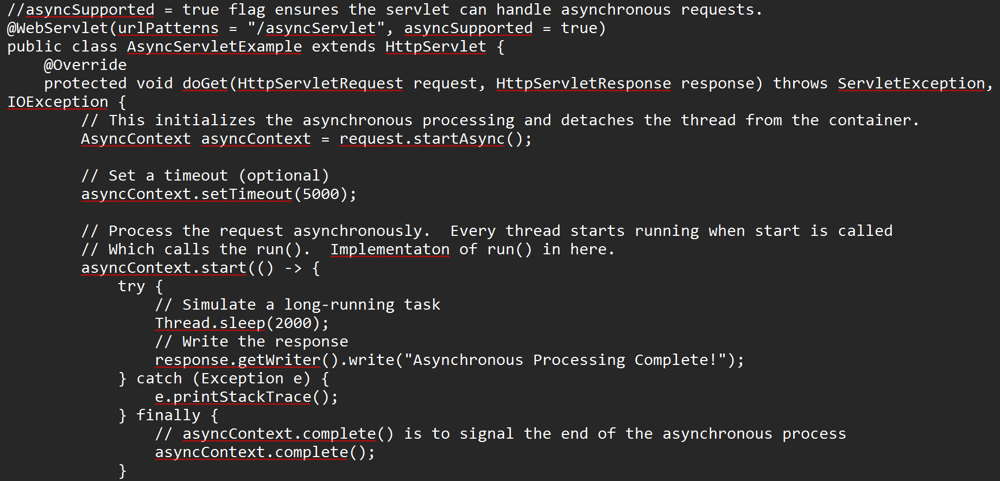 //asyncSupported = true flag ensures the servlet can handle asynchronous requests.
@WebServlet(urlPatterns = "/asyncServlet", asyncSupported = true)
public class AsyncServletExample extends HttpServlet {
    @Override
    protected void doGet(HttpServletRequest request, HttpServletResponse response) throws ServletException,
IOException {
        // This initializes the asynchronous processing and detaches the thread from the container.
        AsyncContext asyncContext = request.startAsync();

        // Set a timeout (optional)
        asyncContext.setTimeout(5000);

        // Process the request asynchronously.  Every thread starts running when start is called
        // Which calls the run().  Implementaton of run() in here.
        asyncContext.start(() -> {
            try {
                // Simulate a long-running task
                Thread.sleep(2000);
                // Write the response
                response.getWriter().write("Asynchronous Processing Complete!");
            } catch (Exception e) {
                e.printStackTrace();
            } finally {
                // asyncContext.complete() is to signal the end of the asynchronous process
                asyncContext.complete();
            }